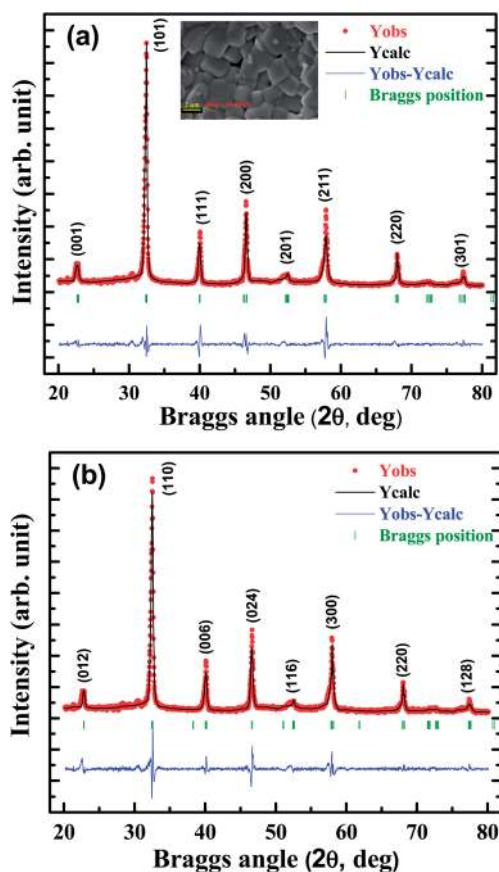 (a)
(101)
Yobs
Ycalc
Yobs-Ycalc
Braggs position
(001)
(111)
(200)
(201)
(211)
(220)
(301)
Intensity (arb. unit)
20 30 40 50 60 70 80
Braggs angle (2θ, deg)
(b)
(110)
Yobs
Ycalc
Yobs-Ycalc
Braggs position
(012)
(006)
(024)
(116)
(300)
(220)
(128)
Intensity (arb. unit)
20 30 40 50 60 70 80
Braggs angle (2θ, deg)